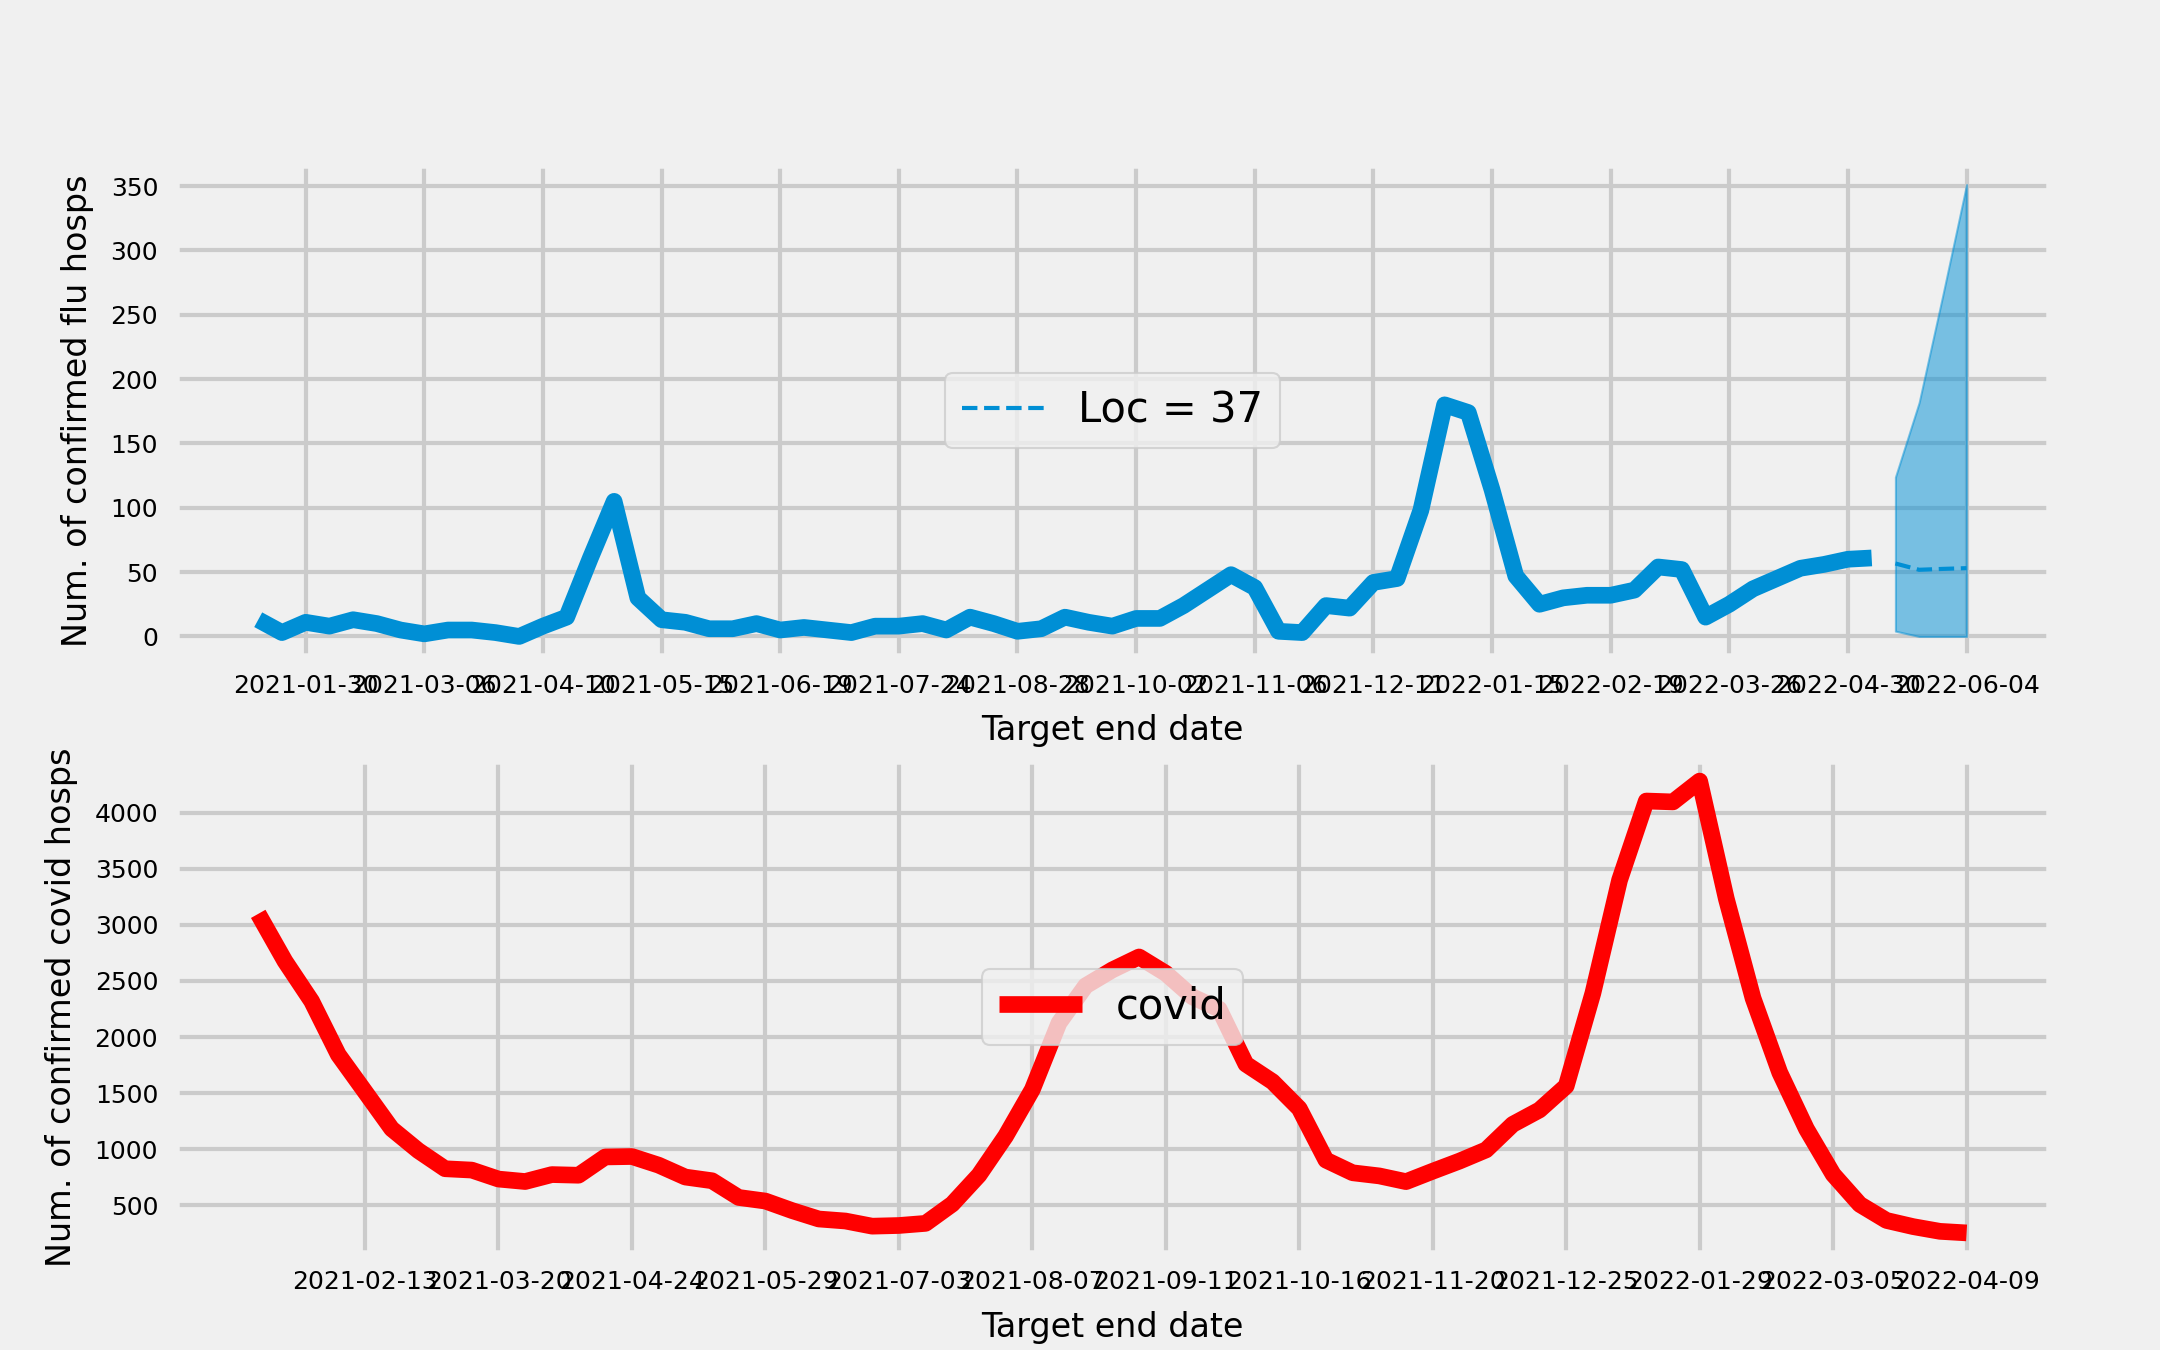 Num. of confirmed flu hosps
350
300
250
200
150
100
50
0
Loc = 37
2021-01-30 2021-03-06 2021-04-10 2021-05-15 2021-06-19 2021-07-24 2021-08-28 2021-10-02 2021-11-06 2021-12-11 2022-01-15 2022-02-19 2022-03-26 2022-04-30 2022-06-04
Target end date
Num. of confirmed covid hosps
4000
3500
3000
2500
2000
1500
1000
500
covid
2021-02-13 2021-03-20 2021-04-24 2021-05-29 2021-07-03 2021-08-07 2021-09-11 2021-10-16 2021-11-20 2021-12-25 2022-01-29 2022-03-05 2022-04-09
Target end date